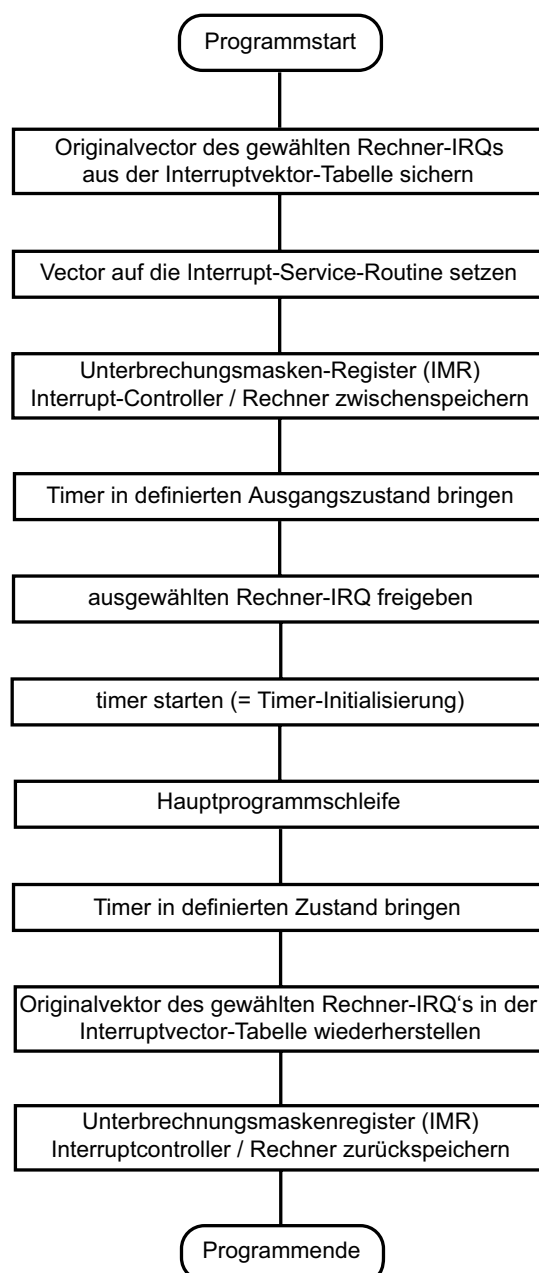 Programmstart
Originalvector des gewählten Rechner-IRQs
aus der Interruptvektor-Tabelle sichern
Vector auf die Interrupt-Service-Routine setzen
Unterbrechungsmasken-Register (IMR)
Interrupt-Controller / Rechner zwischenspeichern
Timer in definierten Ausgangszustand bringen
ausgewählten Rechner-IRQ freigeben
timer starten (= Timer-Initialisierung)
Hauptprogrammschleife
Timer in definierten Zustand bringen
Originalvektor des gewählten Rechner-IRQ‘s in der
Interruptvector-Tabelle wiederherstellen
Unterbrechnungsmaskenregister (IMR)
Interruptcontroller / Rechner zurückspeichern
Programmende